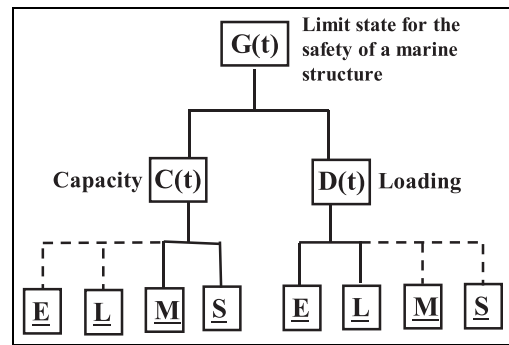 G(t)
Limit state for the
safety of a marine
structure
Capacity C(t) D(t) Loading
E L M S E L M S